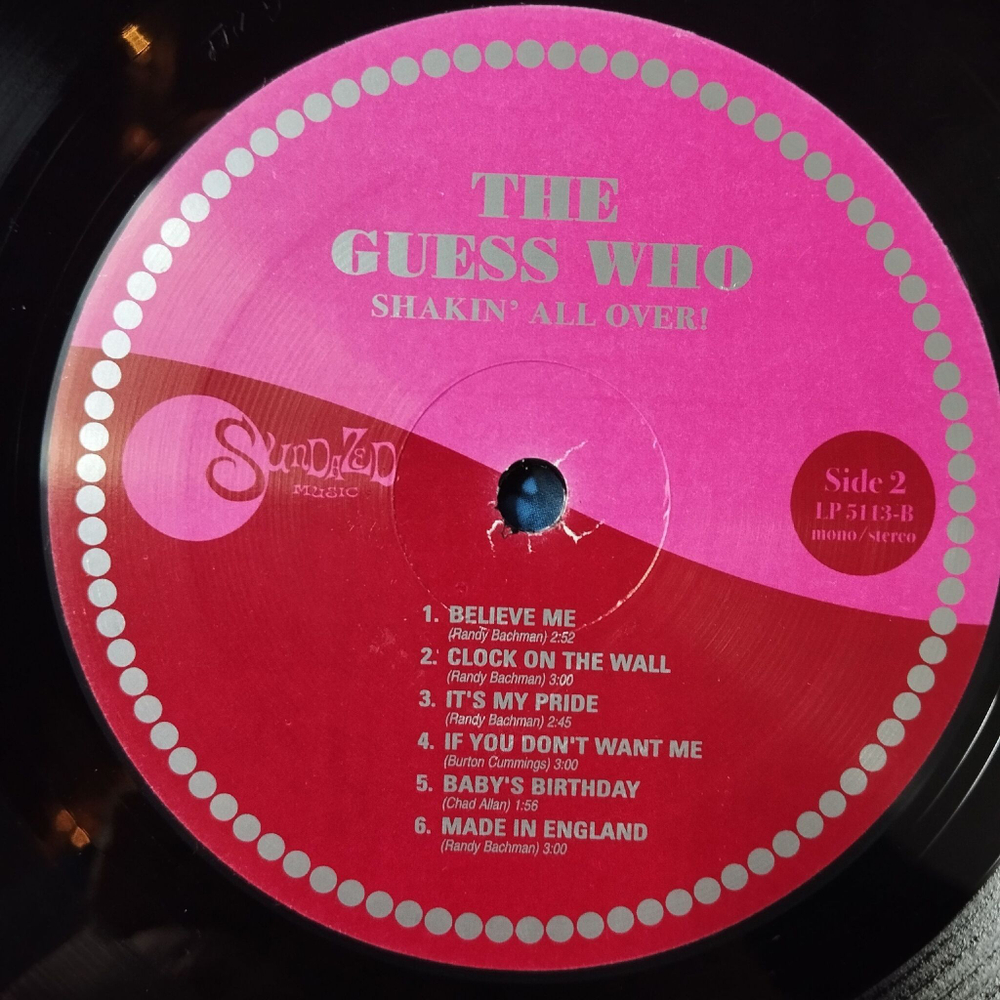 THE
GUESS WHO
SHAKIN' ALL OVER!
SUNDAZED
MUSIC
Side 2
LP 5113-B
mono/stereo
1. BELIEVE ME
(Randy Bachman) 2:52
2. CLOCK ON THE WALL
(Randy Bachman) 3:00
3. IT'S MY PRIDE
(Randy Bachman) 2:45
4. IF YOU DON'T WANT ME
(Burton Cummings) 3:00
5. BABY'S BIRTHDAY
(Chad Allan) 1:56
6. MADE IN ENGLAND
(Randy Bachman) 3:00